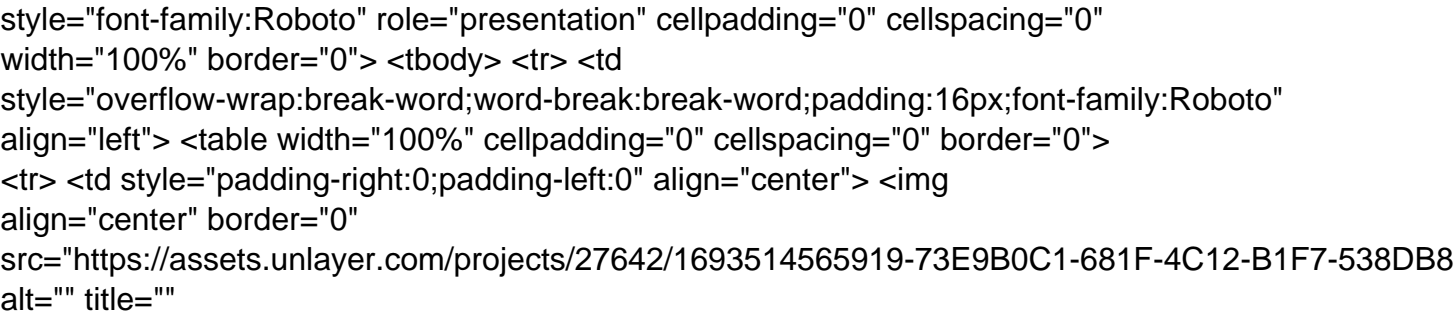 style="font-family:Roboto" role="presentation" cellpadding="0" cellspacing="0"
width="100%" border="0"> <tbody> <tr> <td
style="overflow-wrap:break-word;word-break:break-word;padding:16px;font-family:Roboto"
align="left"> <table width="100%" cellpadding="0" cellspacing="0" border="0">
<tr> <td style="padding-right:0;padding-left:0" align="center"> <img
align="center" border="0"
src="https://assets.unlayer.com/projects/27642/1693514565919-73E9B0C1-681F-4C12-B1F7-538DB8
alt="" title=""